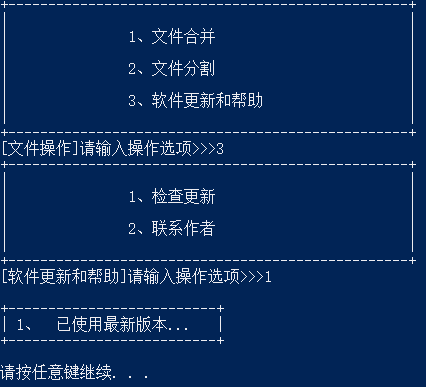 1、文件合并
2、文件分割
3、软件更新和帮助
[文件操作]请输入操作选项>>>3
1、检查更新
2、联系作者
[软件更新和帮助]请输入操作选项>>>1
1、 已使用最新版本...
请按任意键继续. . .